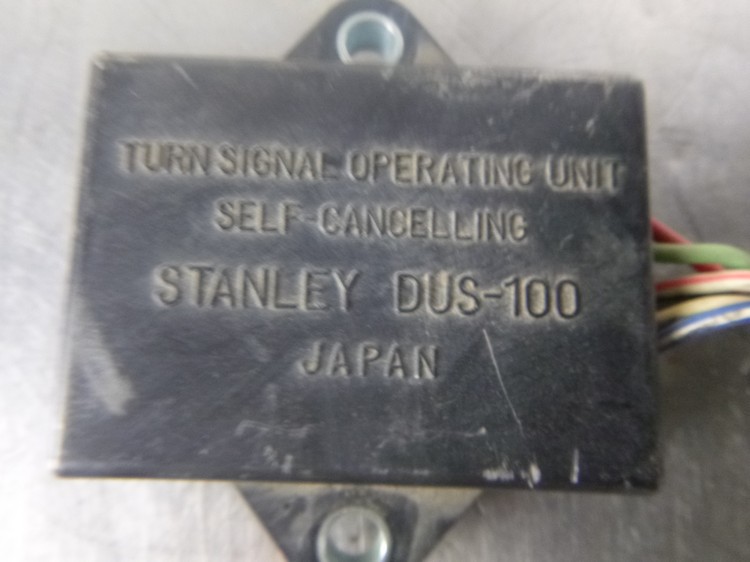 TURN SIGNAL OPERATING UNIT
SELF-CANCELLING
STANLEY DUS-100
JAPAN